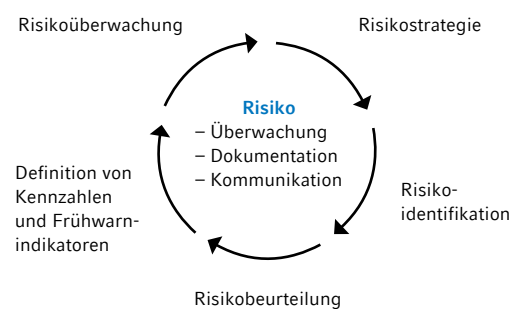 Risikoüberwachung
Risikostrategie
Risiko
– Überwachung
– Dokumentation
– Kommunikation
Definition von
Kennzahlen
und Frühwarn-
indikatoren
Risiko-
identifikation
Risikobeurteilung